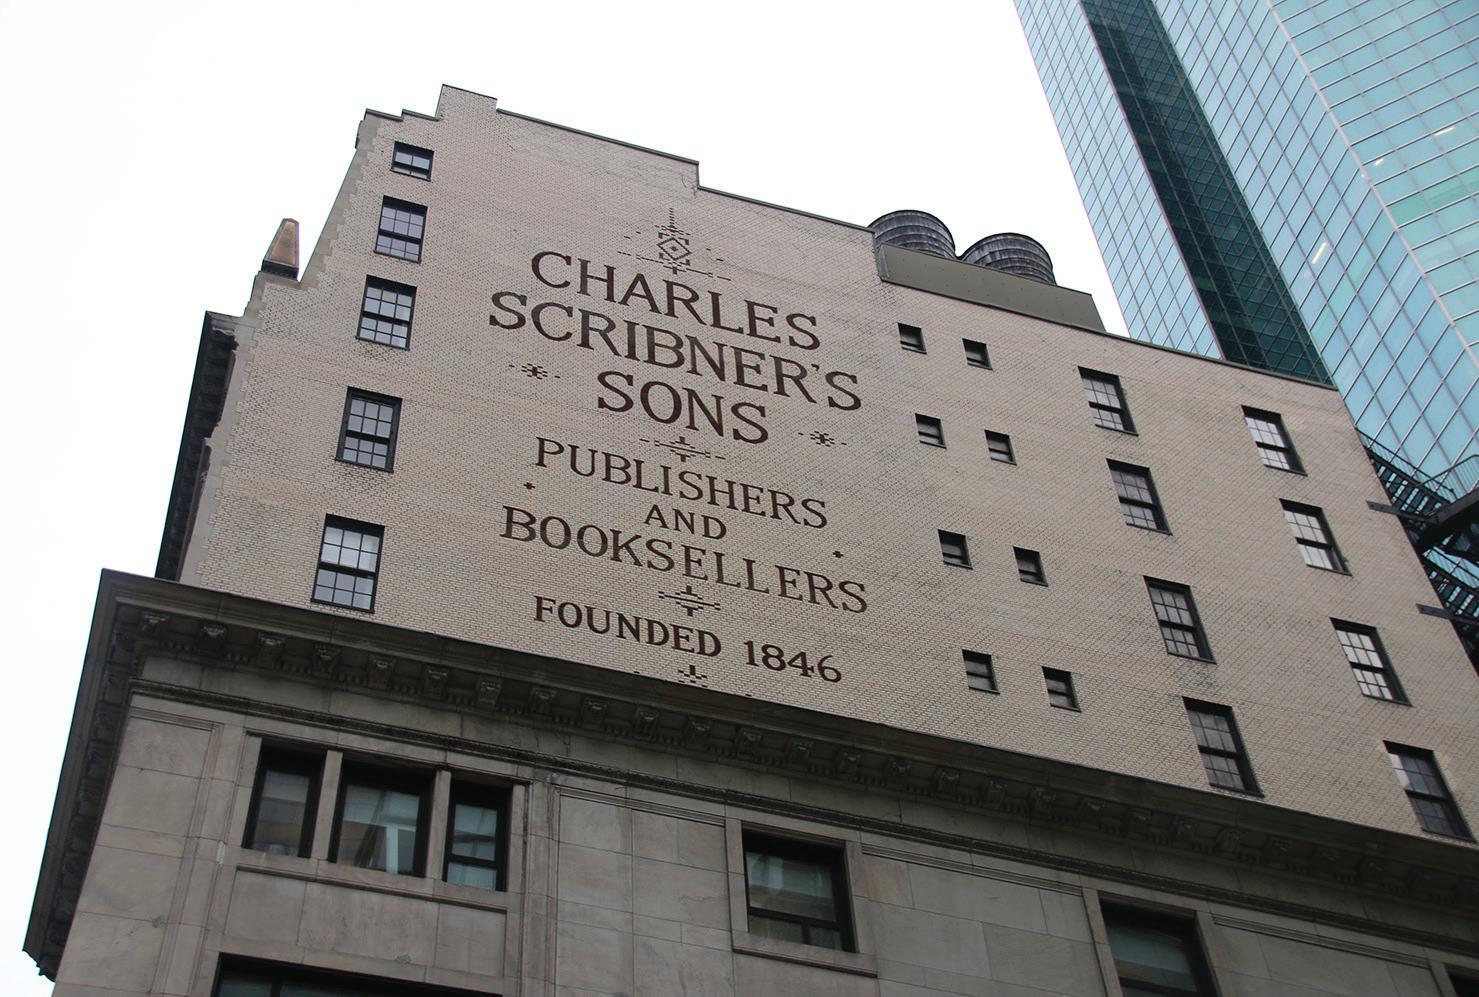 CHARLES
SCRIBNER'S
SONS
PUBLISHERS
AND
BOOKSELLERS
FOUNDED 1846